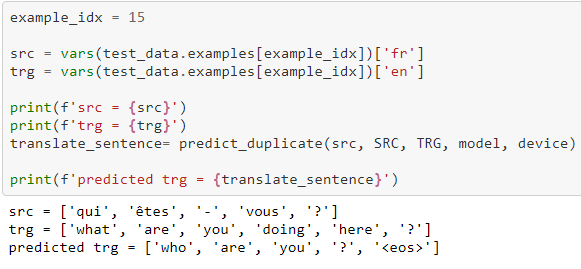 example_idx = 15
src = vars(test_data.examples[example_idx])['fr']
trg = vars(test_data.examples[example_idx])['en']
print(f'src = {src}')
print(f'trg = {trg}')
translate_sentence= predict_duplicate(src, SRC, TRG, model, device)
print(f'predicted trg = {translate_sentence}')
src = ['qui', 'êtes', '-', 'vous', '?']
trg = ['what', 'are', 'you', 'doing', 'here', '?']
predicted trg = ['who', 'are', 'you', '?', '<eos>']